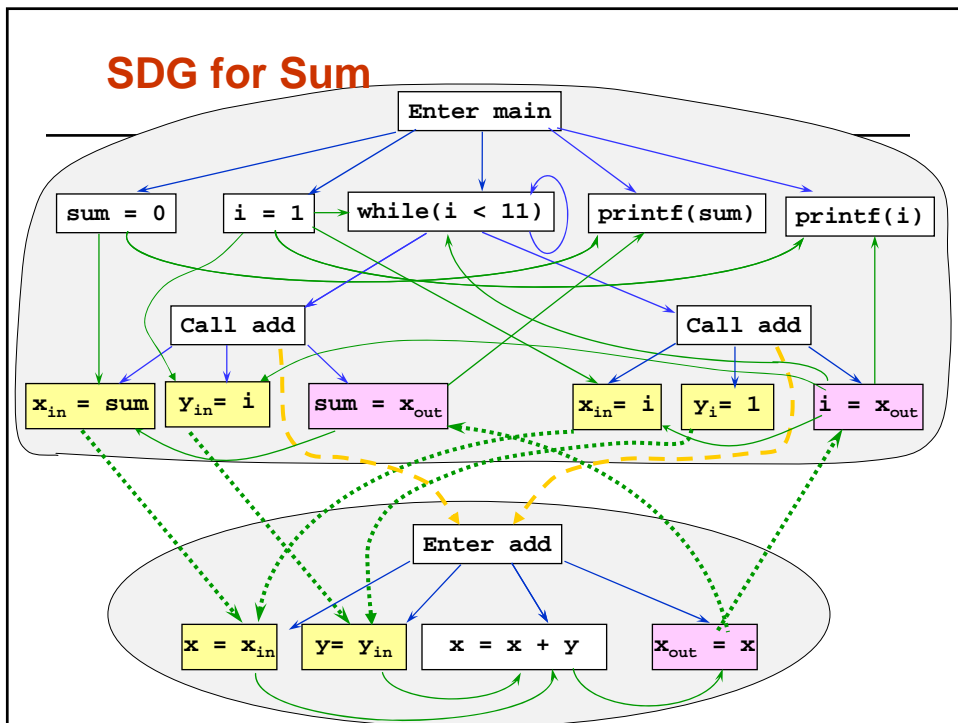 SDG for Sum
Enter main
sum = 0
i = 1
while(i < 11)
printf(sum)
printf(i)
Call add
Call add
xin = sum
yin= i
sum = xout
xin= i
yi= 1
i = xout
Enter add
x = xin
y= yin
x = x + y
xout = x